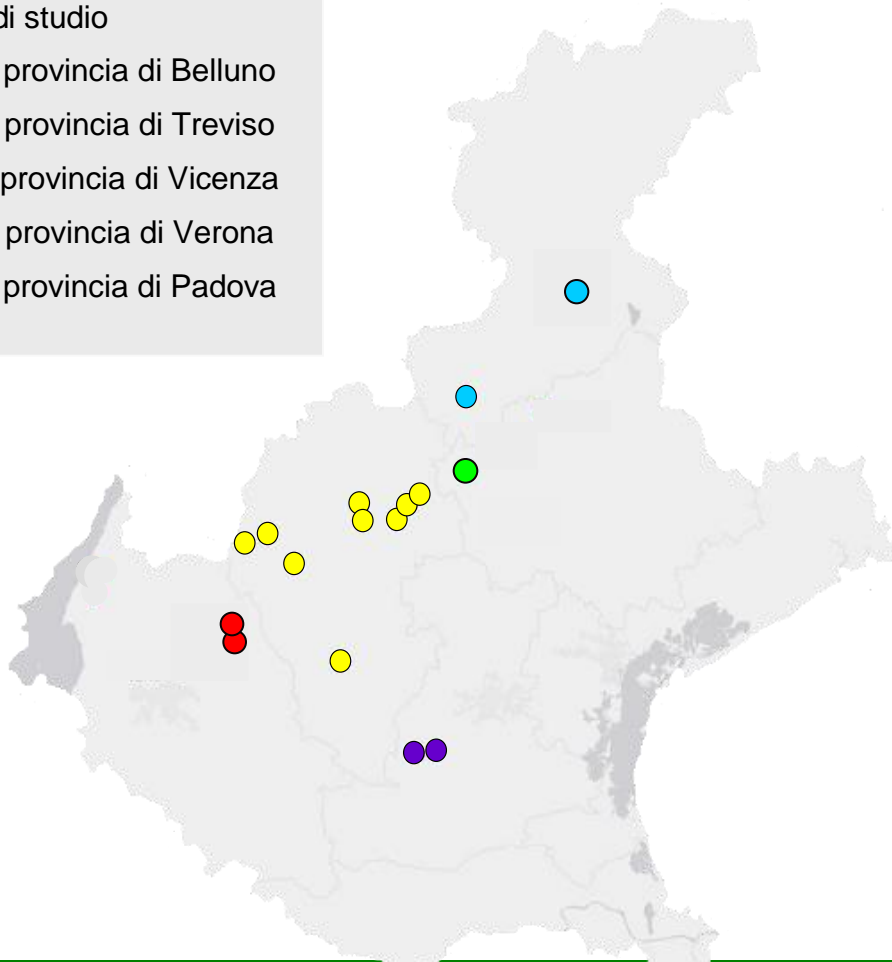 di studio
provincia di Belluno
provincia di Treviso
provincia di Vicenza
provincia di Verona
provincia di Padova